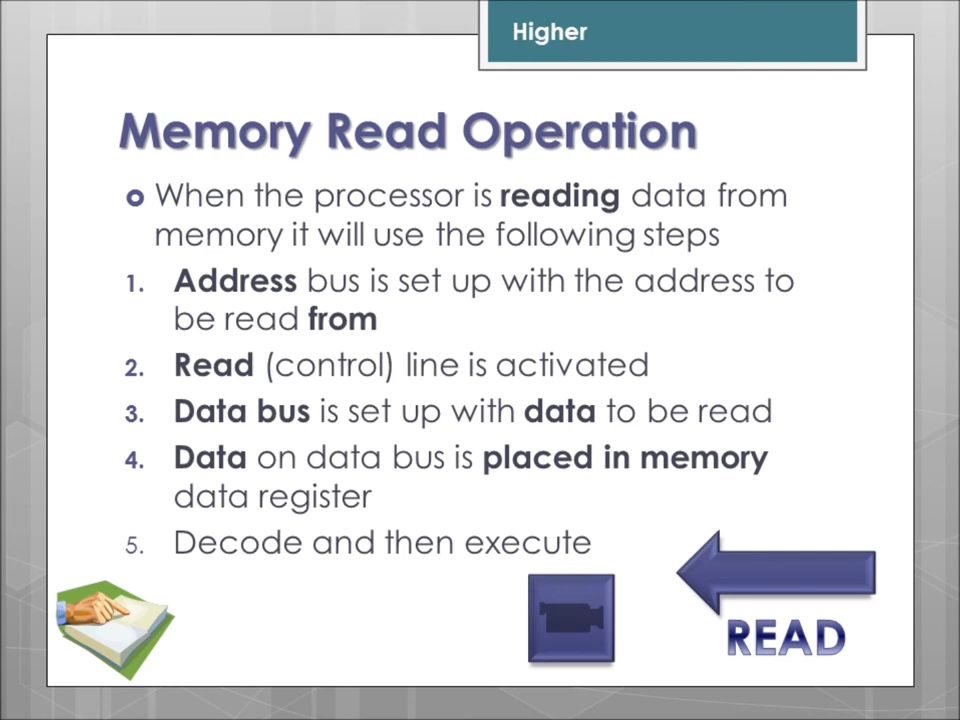 Higher
Memory Read Operation
When the processor is reading data from
memory it will use the following steps
1. Address bus is set up with the address to
be read from
2. Read (control) line is activated
3. Data bus is set up with data to be read
4. Data on data bus is placed in memory
data register
5. Decode and then execute
READ